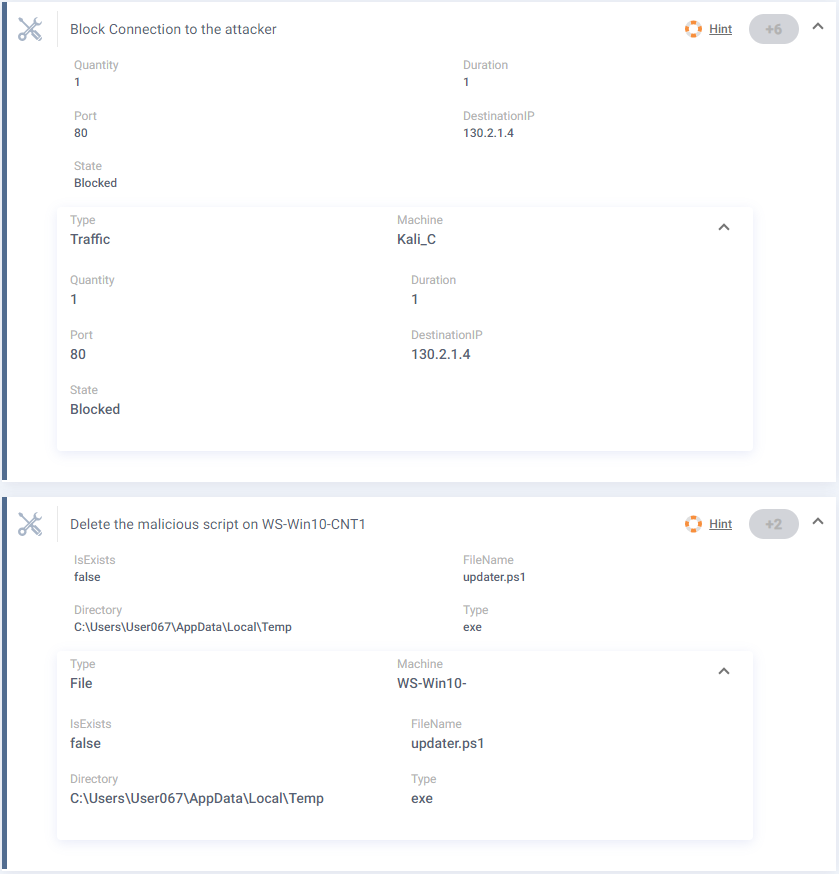 Block Connection to the attacker Hint +6
Quantity Duration
1 1
Port DestinationIP
80 130.2.1.4
State
Blocked
Type Machine
Traffic Kali_C
Quantity Duration
1 1
Port DestinationIP
80 130.2.1.4
State
Blocked
Delete the malicious script on WS-Win10-CNT1 Hint +2
IsExists FileName
false updater.ps1
Directory Type
C:\Users\User067\AppData\Local\Temp exe
Type Machine
File WS-Win10-
IsExists FileName
false updater.ps1
Directory Type
C:\Users\User067\AppData\Local\Temp exe